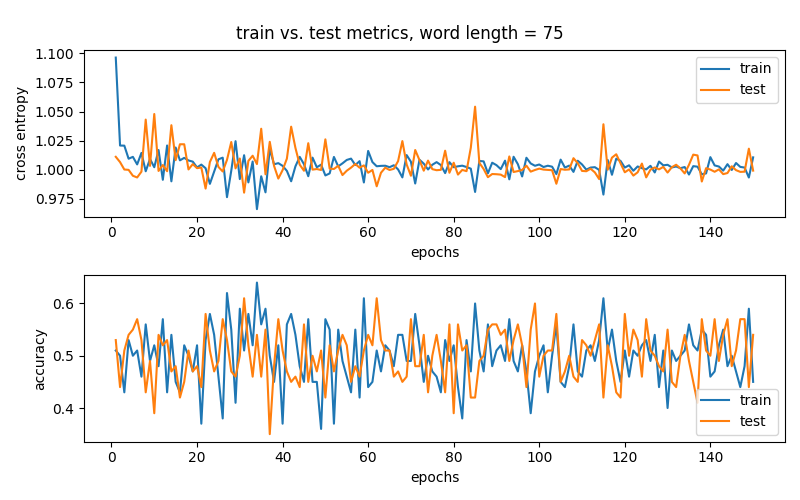 train vs. test metrics, word length = 75
1.100
1.075
1.050
1.025
1.000
0.975
cross entropy
train
test
0 20 40 60 80 100 120 140
epochs
0.6
0.5
0.4
accuracy
train
test
0 20 40 60 80 100 120 140
epochs